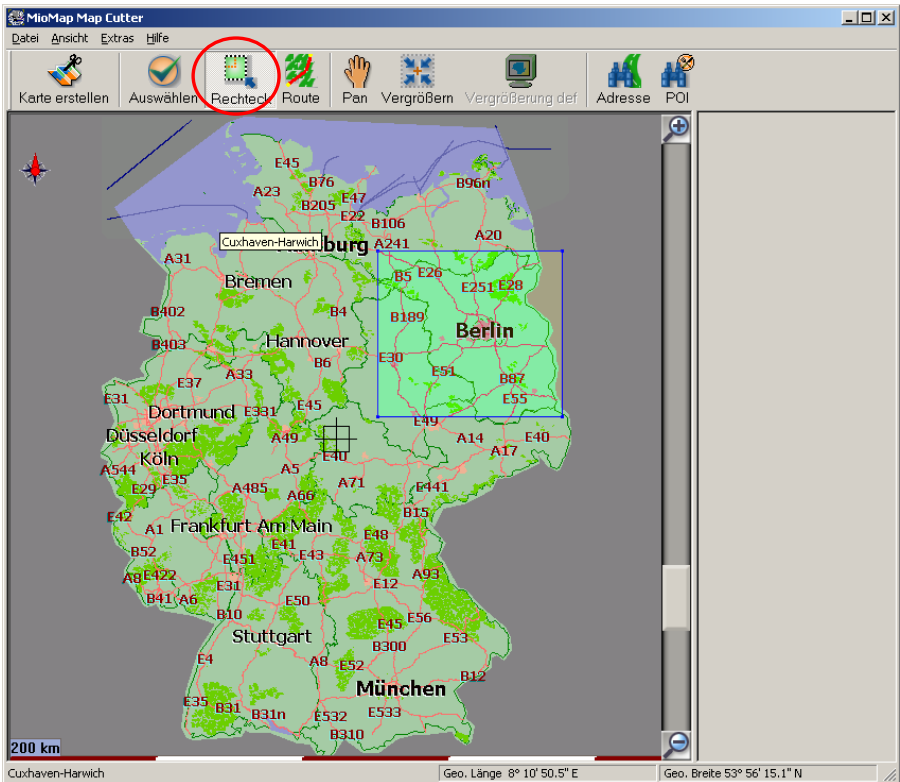 MioMap Map Cutter
Datei Ansicht Extras Hilfe
Karte erstellen Auswählen Rechteck Route Pan Vergrößern Vergrößerung def Adresse POI
E45
B76
A23
B205
E47
B96n
E22
B106
Cuxhaven-Harwich
burg
A241
A20
A31
Bremen
B5
E26
E251
E28
B402
B4
B189
Berlin
B403
Hannover
B6
E30
A33
E37
E51
B87
E31
E45
E55
Dortmund
E331
E49
Düsseldorf
A49
A14
E40
Köln
E40
A17
A544
E35
A5
E29
A485
A66
A71
E441
E42
A1
Frankfurt Am Main
B15
B52
E41
E48
E451
E43
A73
A8
E422
E31
E12
A93
B41
A6
E50
B10
Stuttgart
E45
E56
E53
B300
E4
A8
E52
B12
München
E35
B31
B31n
E532
E533
B310
200 km
Cuxhaven-Harwich Geo. Länge 8° 10' 50.5" E Geo. Breite 53° 56' 15.1" N